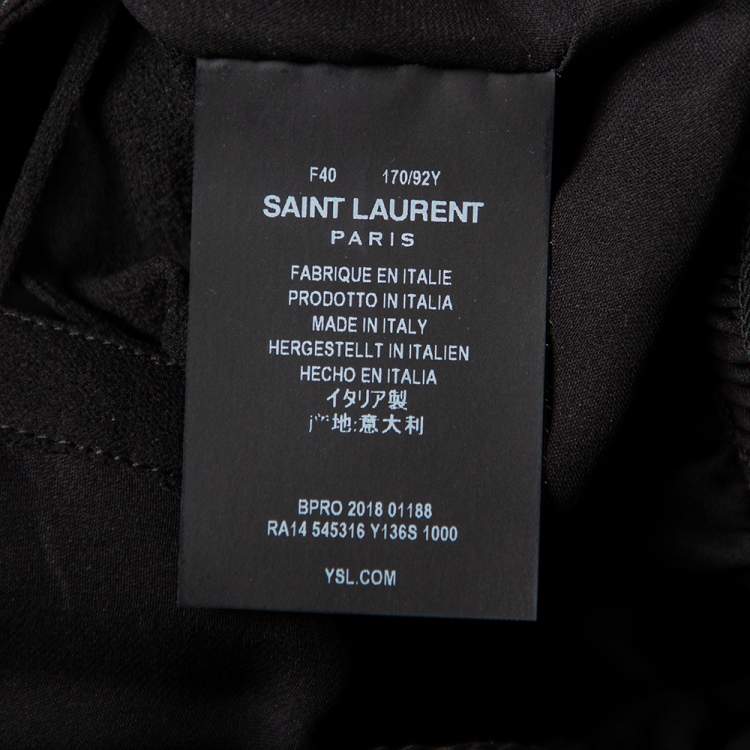 F40 170/92Y
SAINT LAURENT
PARIS
FABRIQUE EN ITALIE
PRODOTTO IN ITALIA
MADE IN ITALY
HERGESTELLT IN ITALIEN
HECHO EN ITALIA
イタリア製
产地:意大利
BPRO 2018 01188
RA14 545316 Y136S 1000
YSL.COM